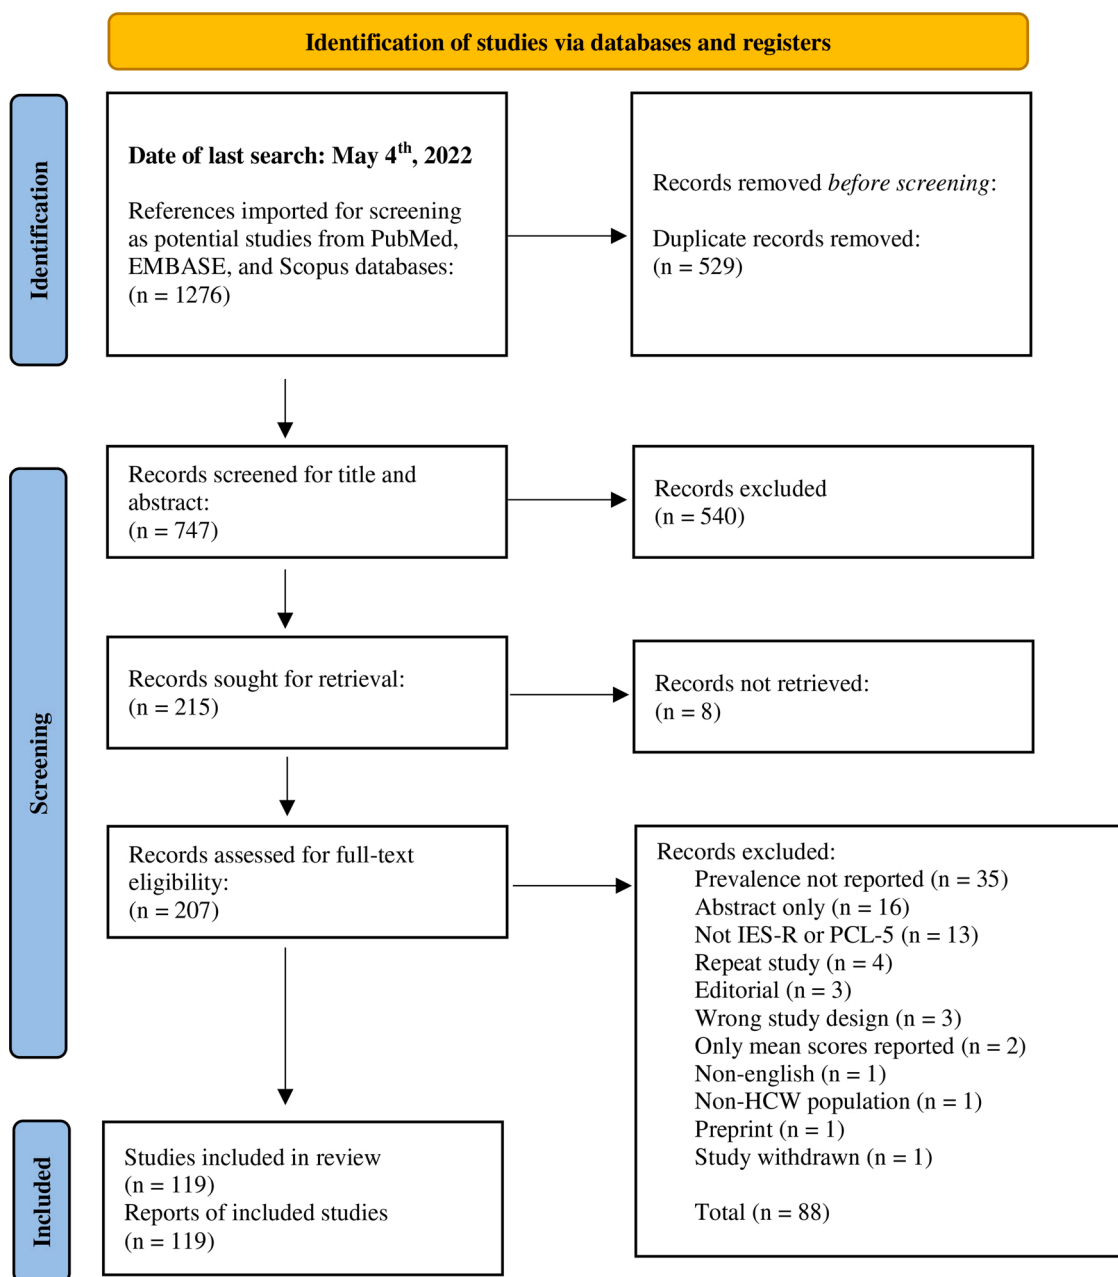 Identification of studies via databases and registers
Identification
Date of last search: May 4th, 2022
References imported for screening
as potential studies from PubMed,
EMBASE, and Scopus databases:
(n = 1276)
Records removed before screening:
Duplicate records removed:
(n = 529)
Screening
Records screened for title and
abstract:
(n = 747)
Records excluded
(n = 540)
Records sought for retrieval:
(n = 215)
Records not retrieved:
(n = 8)
Records assessed for full-text
eligibility:
(n = 207)
Records excluded:
Prevalence not reported (n = 35)
Abstract only (n = 16)
Not IES-R or PCL-5 (n = 13)
Repeat study (n = 4)
Editorial (n = 3)
Wrong study design (n = 3)
Only mean scores reported (n = 2)
Non-english (n = 1)
Non-HCW population (n = 1)
Preprint (n = 1)
Study withdrawn (n = 1)
Total (n = 88)
Included
Studies included in review
(n = 119)
Reports of included studies
(n = 119)